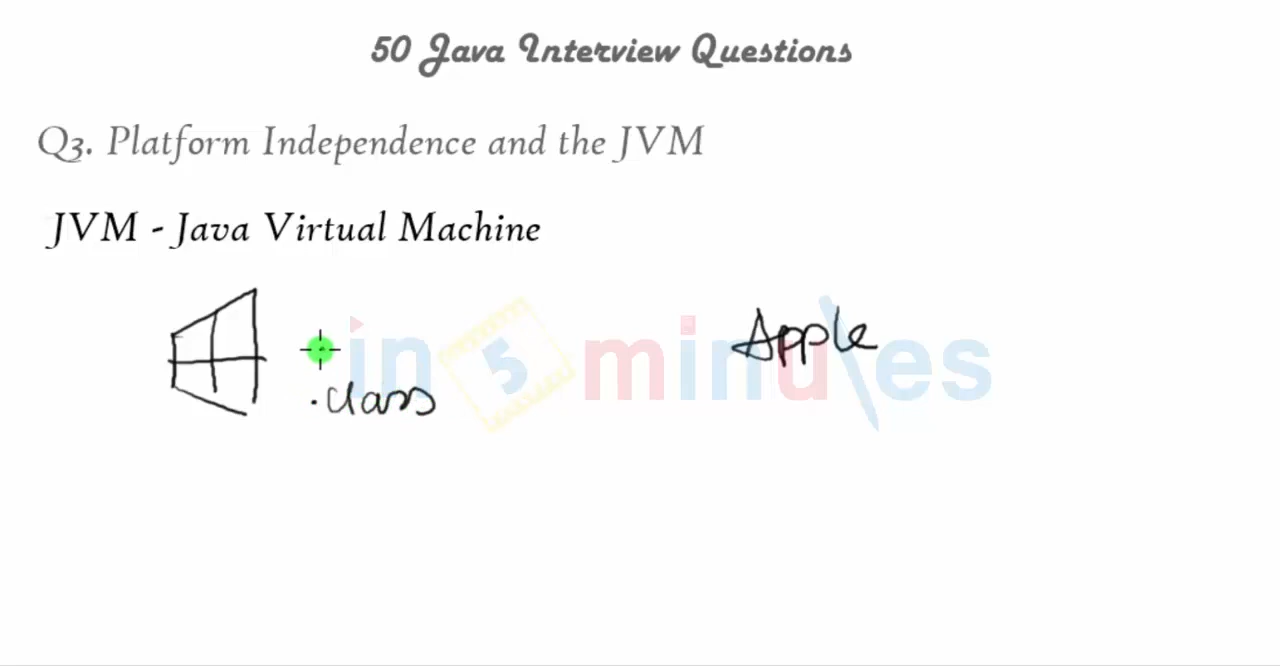 50 Java Interview Questions
Q3. Platform Independence and the JVM
JVM - Java Virtual Machine
Apple
in 5 minutes
.class